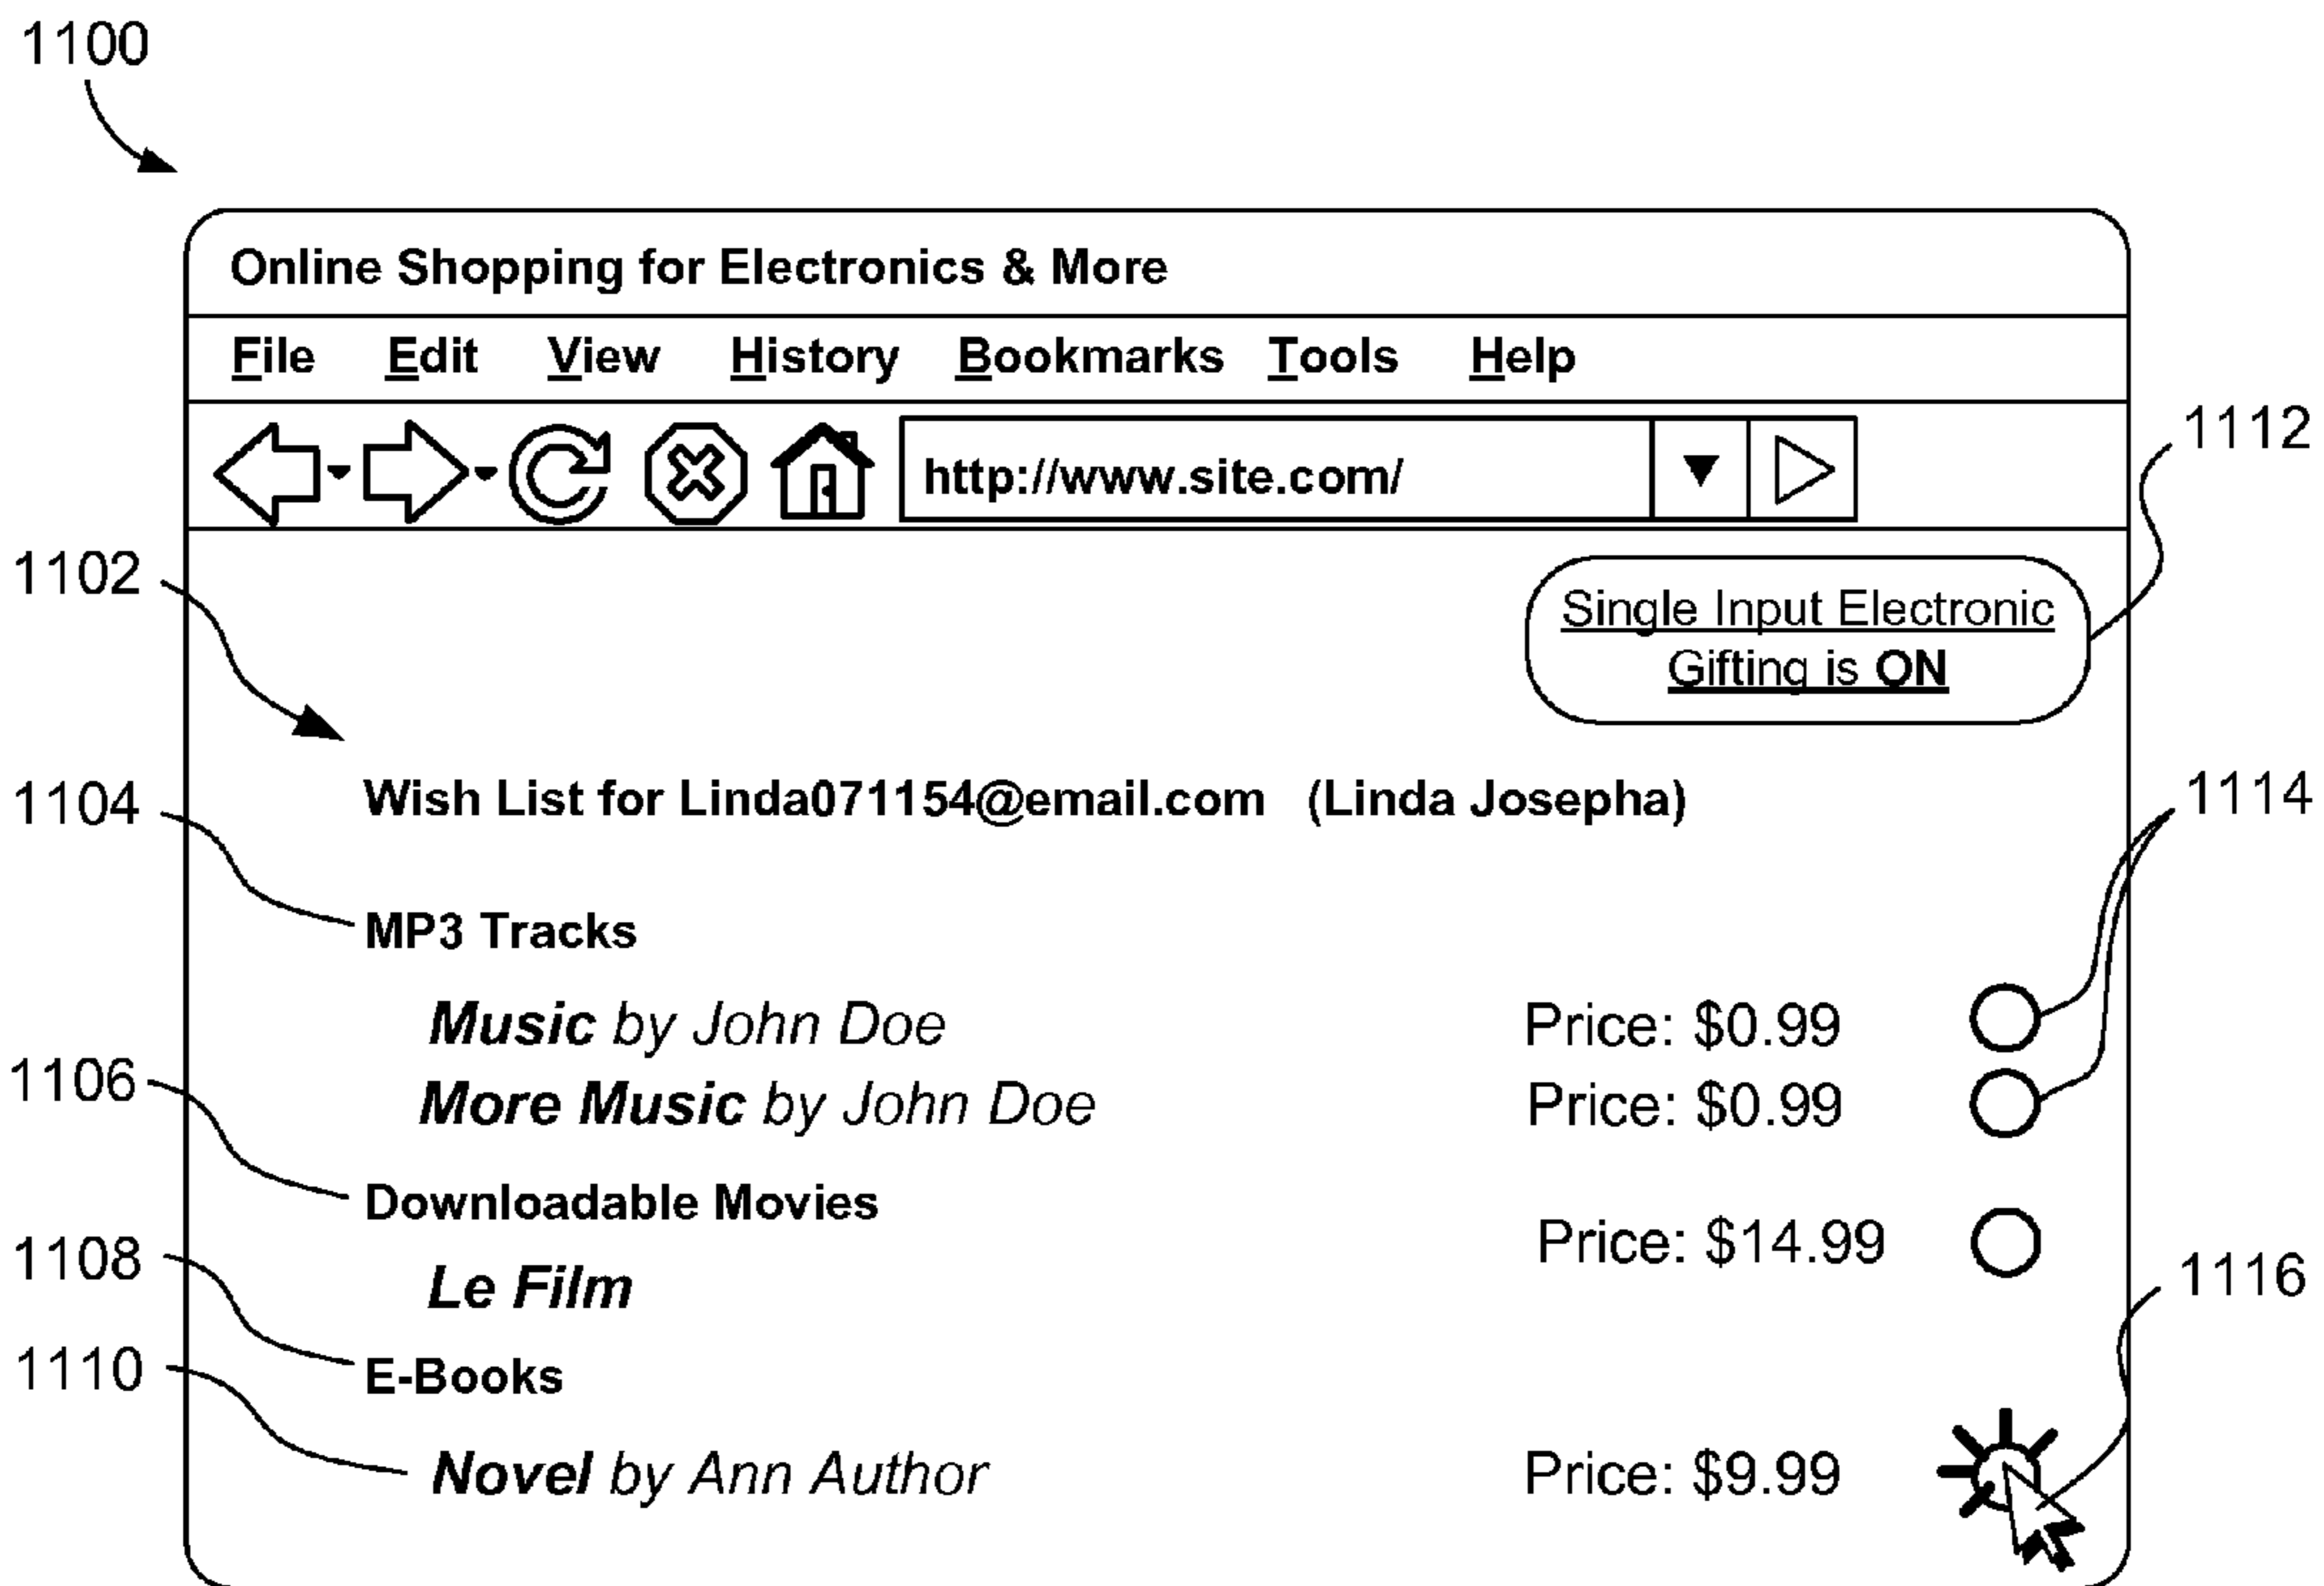 1100
Online Shopping for Electronics & More
File Edit View History Bookmarks Tools Help
http://www.site.com/
1112
1102
Single Input Electronic
Gifting is ON
1104
Wish List for Linda071154@email.com (Linda Josepha)
1114
MP3 Tracks
Music by John Doe Price: $0.99
1106
More Music by John Doe Price: $0.99
Downloadable Movies
1108
Price: $14.99
Le Film
1116
1110
E-Books
Novel by Ann Author Price: $9.99